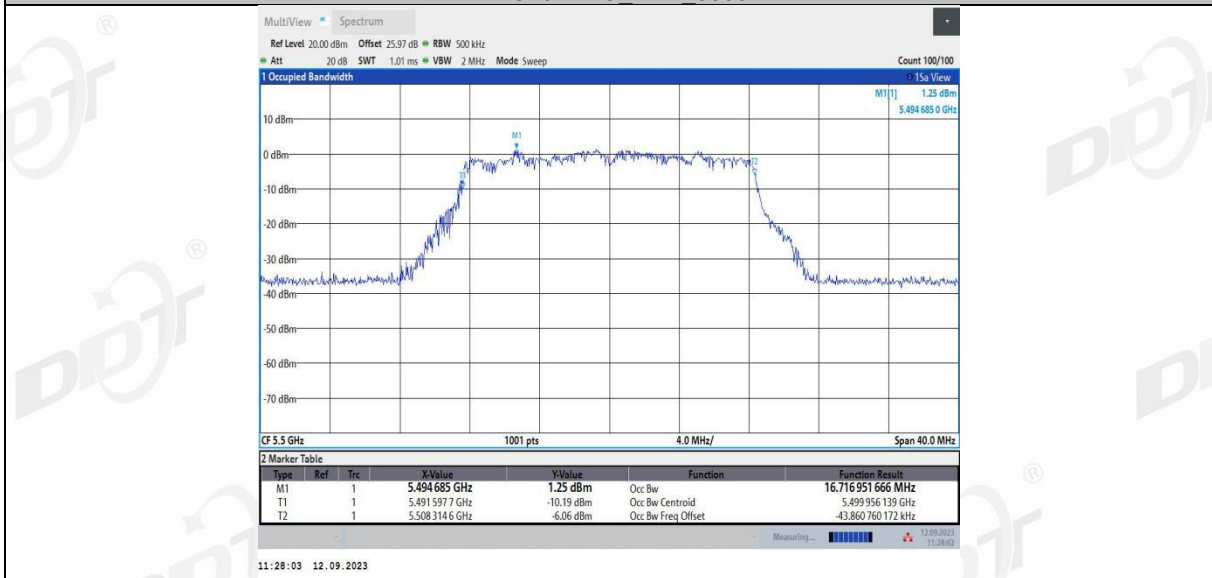 MultiView Spectrum
Ref Level 20.00 dBm Offset 25.97 dB RBW 500 kHz
Att 20 dB SWT 1.01 ms VBW 2 MHz Mode Sweep Count 100/100
1 Occupied Bandwidth 1Sa View
M1[1] 1.25 dBm
5.494 685 0 GHz
10 dBm
M1
0 dBm
T1
T2
-10 dBm
-20 dBm
-30 dBm
-40 dBm
-50 dBm
-60 dBm
-70 dBm
CF 5.5 GHz 1001 pts 4.0 MHz/ Span 40.0 MHz
2 Marker Table
Type Ref Trc X-Value Y-Value Function Function Result
M1 1 5.494 685 GHz 1.25 dBm Occ Bw 16.716 951 666 MHz
T1 1 5.491 597 7 GHz -10.19 dBm Occ Bw Centroid 5.499 956 139 GHz
T2 1 5.508 314 6 GHz -6.06 dBm Occ Bw Freq Offset -43.860 760 172 kHz
Measuring... 12.09.2023
11:28:02
11:28:03 12.09.2023
DDT
DDT
DDT
DDT